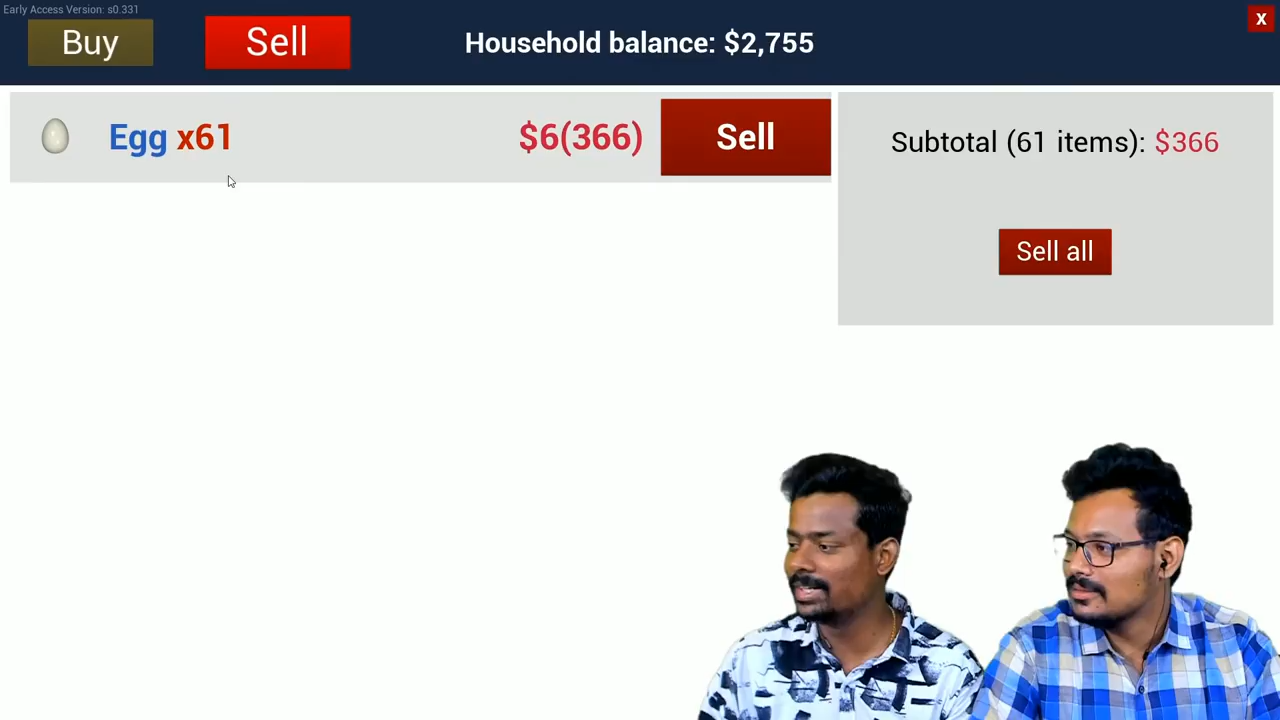 Early Access Version: s0.331
Buy
Sell
Household balance: $2,755
X
Egg x61
$6(366)
Sell
Subtotal (61 items): $366
Sell all